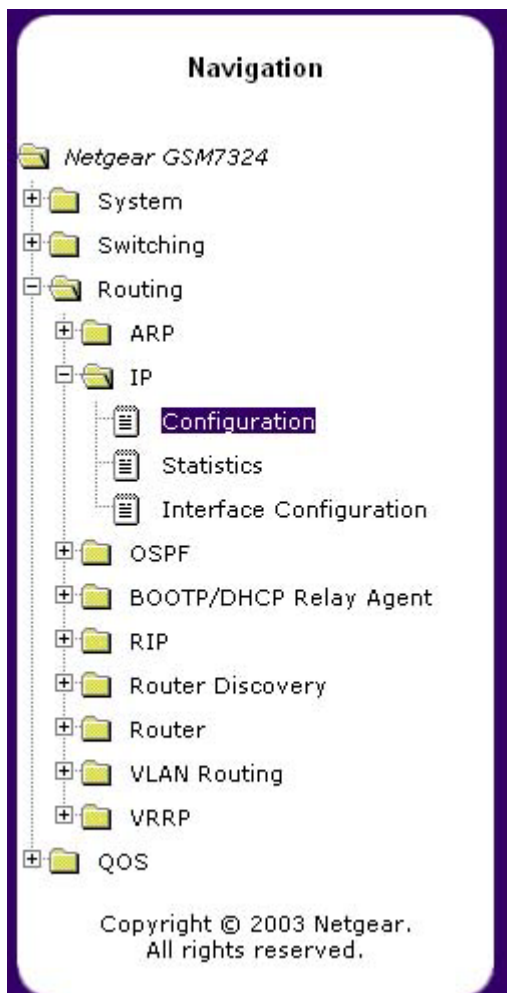 Navigation
Netgear GSM7324
System
Switching
Routing
ARP
IP
Configuration
Statistics
Interface Configuration
OSPF
BOOTP/DHCP Relay Agent
RIP
Router Discovery
Router
VLAN Routing
VRRP
QOS
Copyright © 2003 Netgear.
All rights reserved.